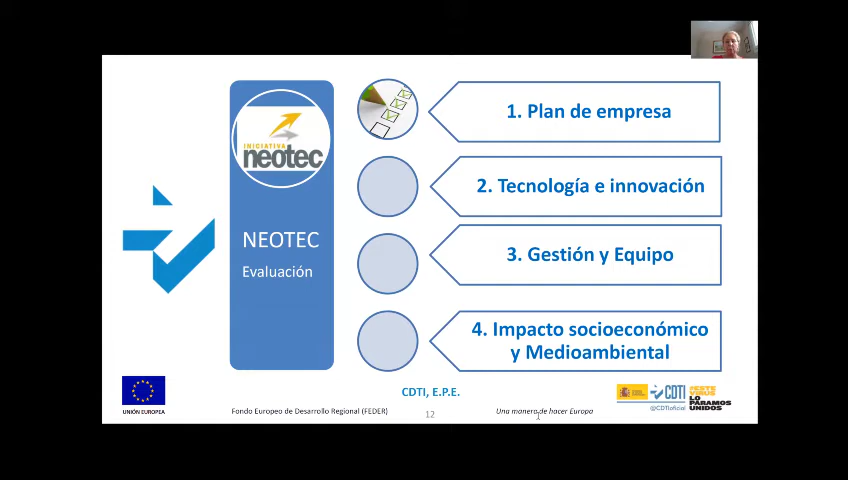 INICIATIVA
neotec
NEOTEC
Evaluación
1. Plan de empresa
2. Tecnología e innovación
3. Gestión y Equipo
4. Impacto socioeconómico
y Medioambiental
CDTI, E.P.E.
UNIÓN EUROPEA
Fondo Europeo de Desarrollo Regional (FEDER)
12
Una manera de hacer Europa
CDTI
@CDTIoficial
#ESTE
VIRUS
LO
PARAMOS
UNIDOS